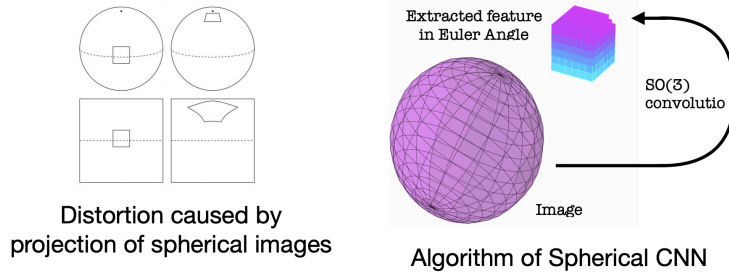 Extracted feature
in Euler Angle
SO(3)
convolutio
Image
Distortion caused by
projection of spherical images
Algorithm of Spherical CNN